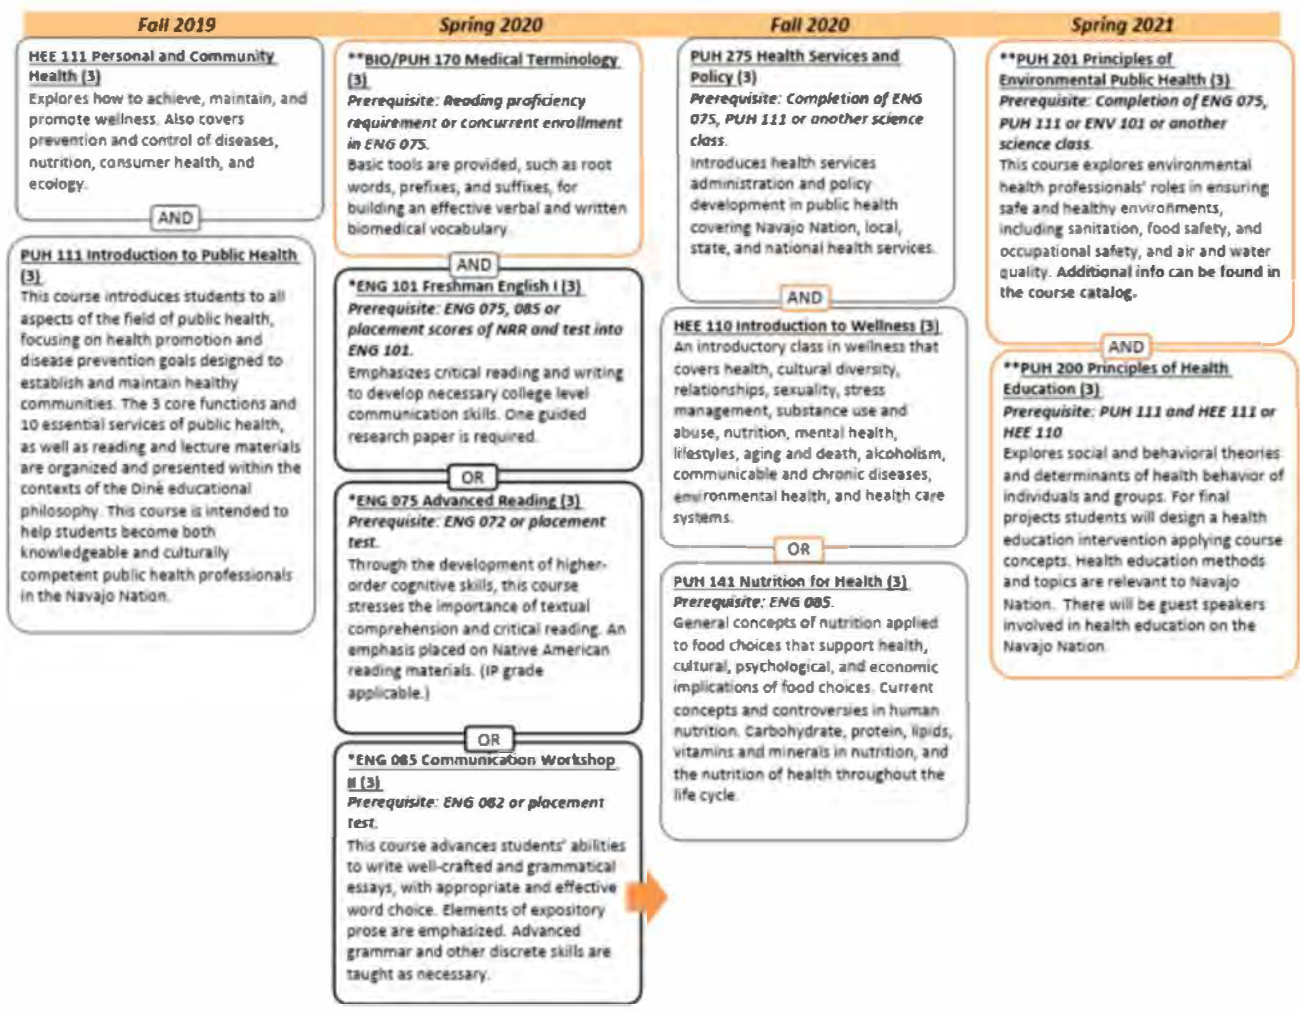 Fall 2019
Spring 2020
Fall 2020
Spring 2021
HEE 111 Personal and Community
Health (3)
Explores how to achieve, maintain, and
promote wellness. Also covers
prevention and control of diseases,
nutrition, consumer health, and
ecology.
AND
PUH 111 Introduction to Public Health
(3)
This course introduces students to all
aspects of the field of public health,
focusing on health promotion and
disease prevention goals designed to
establish and maintain healthy
communities. The 3 core functions and
10 essential services of public health,
as well as reading and lecture materials
are organized and presented within the
contexts of the Diné educational
philosophy. This course is intended to
help students become both
knowledgeable and culturally
competent public health professionals
in the Navajo Nation.
**BIO/PUH 170 Medical Terminology
(3)
Prerequisite: Reading proficiency
requirement or concurrent enrollment
in ENG 075.
Basic tools are provided, such as root
words, prefixes, and suffixes, for
building an effective verbal and written
biomedical vocabulary.
AND
*ENG 101 Freshman English I (3)
Prerequisite: ENG 075, 085 or
placement scores of NRR and test into
ENG 101.
Emphasizes critical reading and writing
to develop necessary college level
communication skills. One guided
research paper is required.
OR
*ENG 075 Advanced Reading (3)
Prerequisite: ENG 072 or placement
test.
Through the development of higher-
order cognitive skills, this course
stresses the importance of textual
comprehension and critical reading. An
emphasis placed on Native American
reading materials. (IP grade
applicable.)
OR
*ENG 085 Communication Workshop
II (3)
Prerequisite: ENG 082 or placement
test.
This course advances students' abilities
to write well-crafted and grammatical
essays, with appropriate and effective
word choice. Elements of expository
prose are emphasized. Advanced
grammar and other discrete skills are
taught as necessary.
PUH 275 Health Services and
Policy (3)
Prerequisite: Completion of ENG
075, PUH 111 or another science
class.
Introduces health services
administration and policy
development in public health
covering Navajo Nation, local,
state, and national health services.
AND
HEE 110 Introduction to Wellness (3)
An introductory class in wellness that
covers health, cultural diversity,
relationships, sexuality, stress
management, substance use and
abuse, nutrition, mental health,
lifestyles, aging and death, alcoholism,
communicable and chronic diseases,
environmental health, and health care
systems.
OR
PUH 141 Nutrition for Health (3)
Prerequisite: ENG 085.
General concepts of nutrition applied
to food choices that support health,
cultural, psychological, and economic
implications of food choices. Current
concepts and controversies in human
nutrition. Carbohydrate, protein, lipids,
vitamins and minerals in nutrition, and
the nutrition of health throughout the
life cycle.
**PUH 201 Principles of
Environmental Public Health (3)
Prerequisite: Completion of ENG 075,
PUH 111 or ENV 101 or another
science class.
This course explores environmental
health professionals' roles in ensuring
safe and healthy environments,
including sanitation, food safety, and
occupational safety, and air and water
quality. Additional info can be found in
the course catalog.
AND
**PUH 200 Principles of Health
Education (3)
Prerequisite: PUH 111 and HEE 111 or
HEE 110
Explores social and behavioral theories
and determinants of health behavior of
individuals and groups. For final
projects students will design a health
education intervention applying course
concepts. Health education methods
and topics are relevant to Navajo
Nation. There will be guest speakers
involved in health education on the
Navajo Nation.